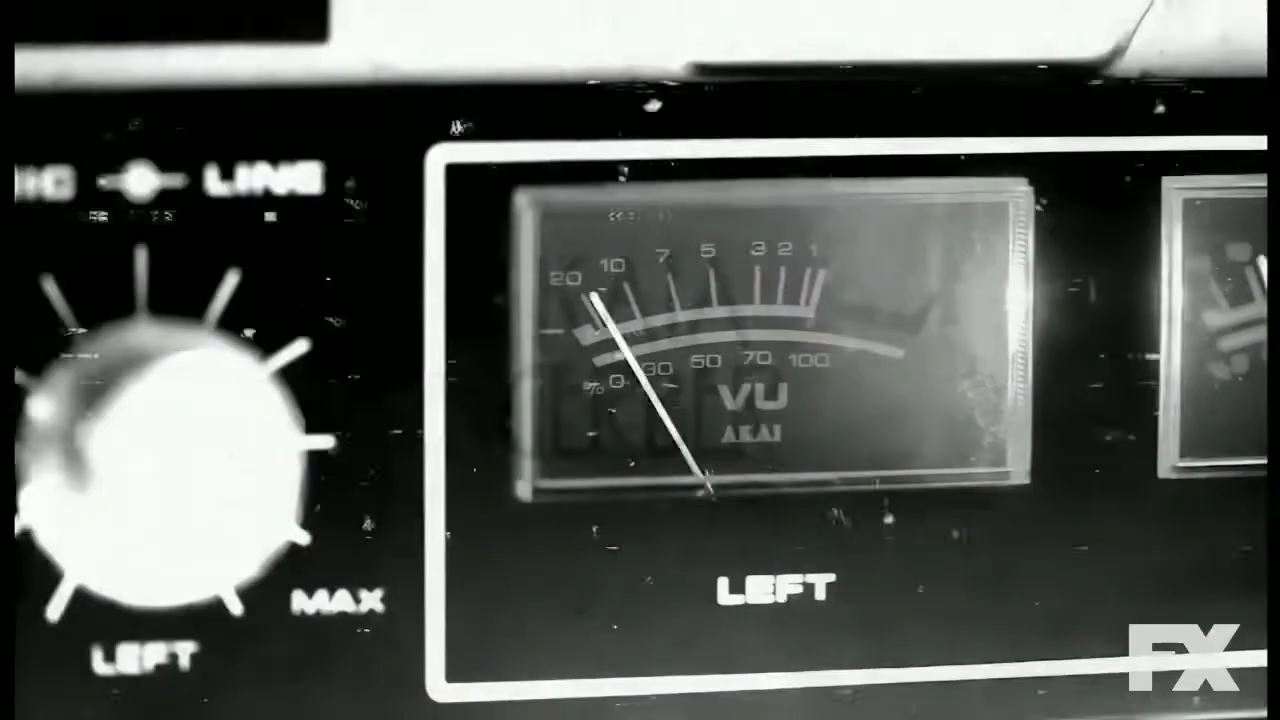 LINE
20 10 7 5 3 2 1
% 0 30 50 70 100
VU
AKAI
LEFT
MAX
LEFT
FX